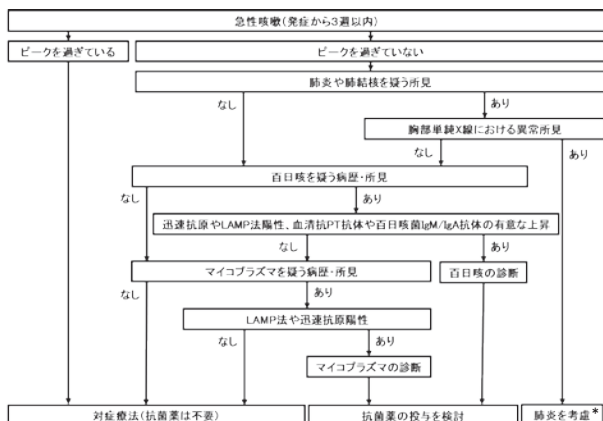 急性咳嗽(発症から3週以内)
ピークを過ぎている
ピークを過ぎていない
肺炎や肺結核を疑う所見
なし
あり
胸部単純X線における異常所見
なし
あり
百日咳を疑う病歴・所見
なし
あり
迅速抗原やLAMP法陽性、血清抗PT抗体や百日咳菌IgM/IgA抗体の有意な上昇
なし
あり
マイコプラズマを疑う病歴・所見
百日咳の診断
なし
あり
LAMP法や迅速抗原陽性
なし
あり
マイコプラズマの診断
対症療法(抗菌薬は不要)
抗菌薬の投与を検討
肺炎を考慮*